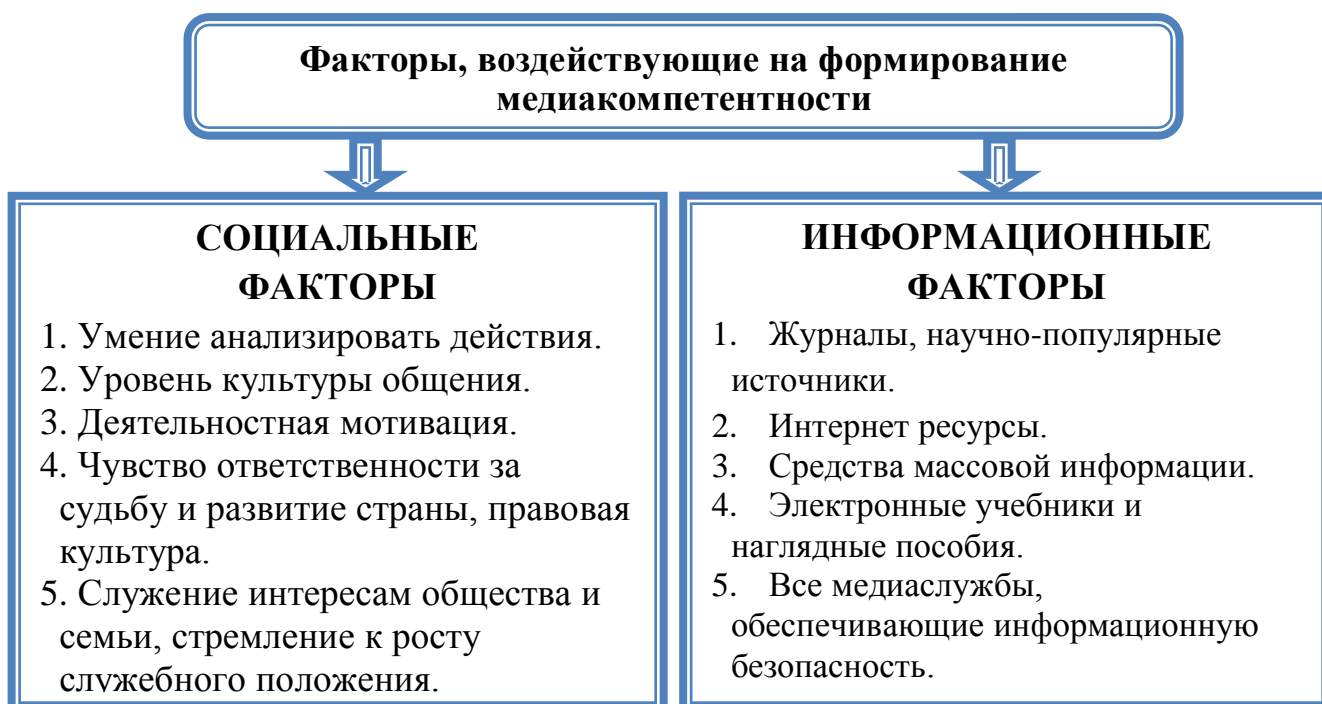 Факторы, воздействующие на формирование
медиакомпетентности
СОЦИАЛЬНЫЕ
ФАКТОРЫ
1. Умение анализировать действия.
2. Уровень культуры общения.
3. Деятельностная мотивация.
4. Чувство ответственности за
судьбу и развитие страны, правовая
культура.
5. Служение интересам общества и
семьи, стремление к росту
служебного положения.
ИНФОРМАЦИОННЫЕ
ФАКТОРЫ
1. Журналы, научно-популярные
источники.
2. Интернет ресурсы.
3. Средства массовой информации.
4. Электронные учебники и
наглядные пособия.
5. Все медиаслужбы,
обеспечивающие информационную
безопасность.